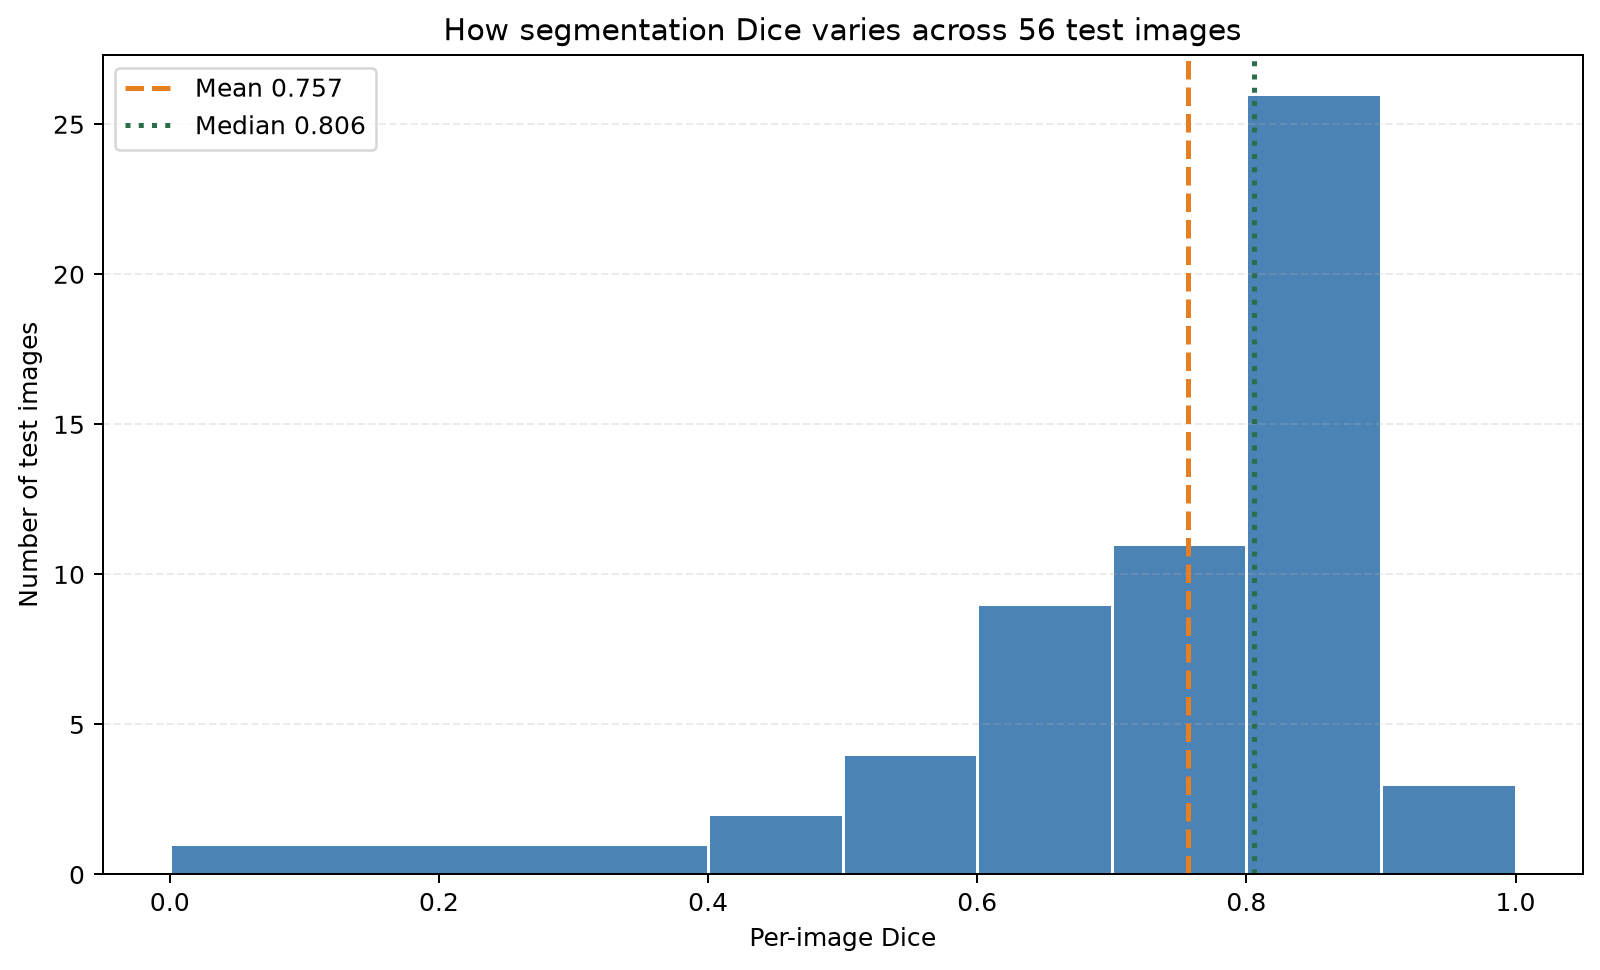 How segmentation Dice varies across 56 test images
Mean 0.757
Median 0.806
Number of test images
25
20
15
10
5
0
0.0
0.2
0.4
0.6
0.8
1.0
Per-image Dice